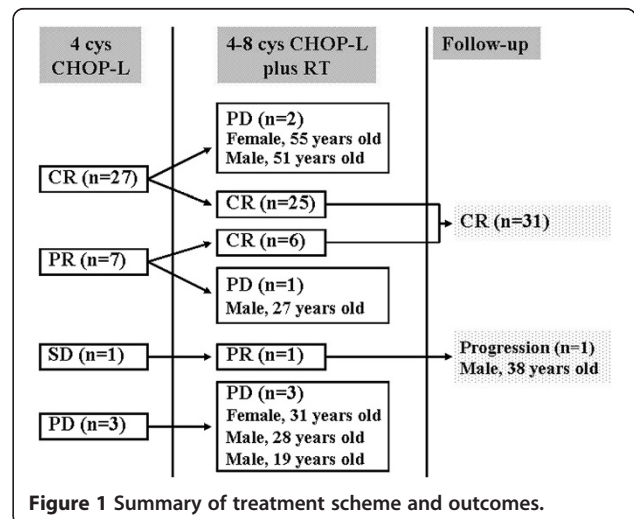 4 cys
CHOP-L
4-8 cys CHOP-L
plus RT
Follow-up
CR (n=27)
PR (n=7)
SD (n=1)
PD (n=3)
PD (n=2)
Female, 55 years old
Male, 51 years old
CR (n=25)
CR (n=6)
PD (n=1)
Male, 27 years old
PR (n=1)
PD (n=3)
Female, 31 years old
Male, 28 years old
Male, 19 years old
CR (n=31)
Progression (n=1)
Male, 38 years old
Figure 1 Summary of treatment scheme and outcomes.